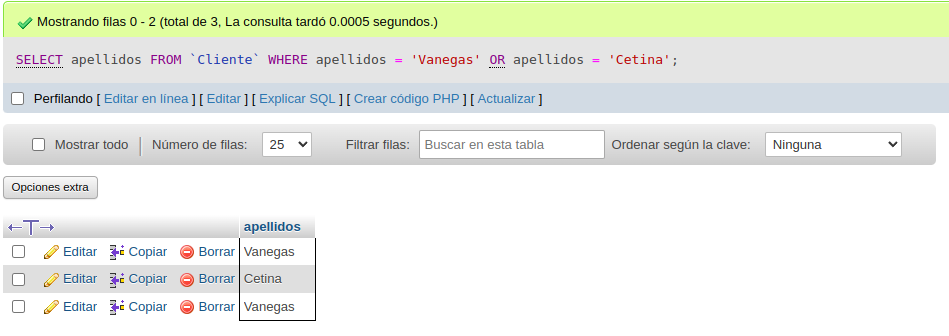 Mostrando filas 0 - 2 (total de 3, La consulta tardó 0.0005 segundos.)
SELECT apellidos FROM `Cliente` WHERE apellidos = 'Vanegas' OR apellidos = 'Cetina';
Perfilando [ Editar en línea ] [ Editar ] [ Explicar SQL ] [ Crear código PHP ] [ Actualizar ]
Mostrar todo Número de filas: 25 Filtrar filas: Buscar en esta tabla Ordenar según la clave: Ninguna
Opciones extra
←T→ apellidos
Editar Copiar Borrar Vanegas
Editar Copiar Borrar Cetina
Editar Copiar Borrar Vanegas